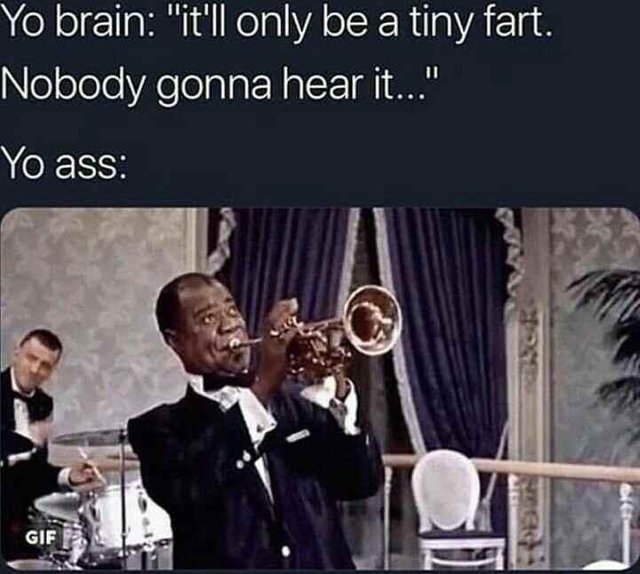 Yo brain: "it'll only be a tiny fart.
Nobody gonna hear it..."
Yo ass:
GIF